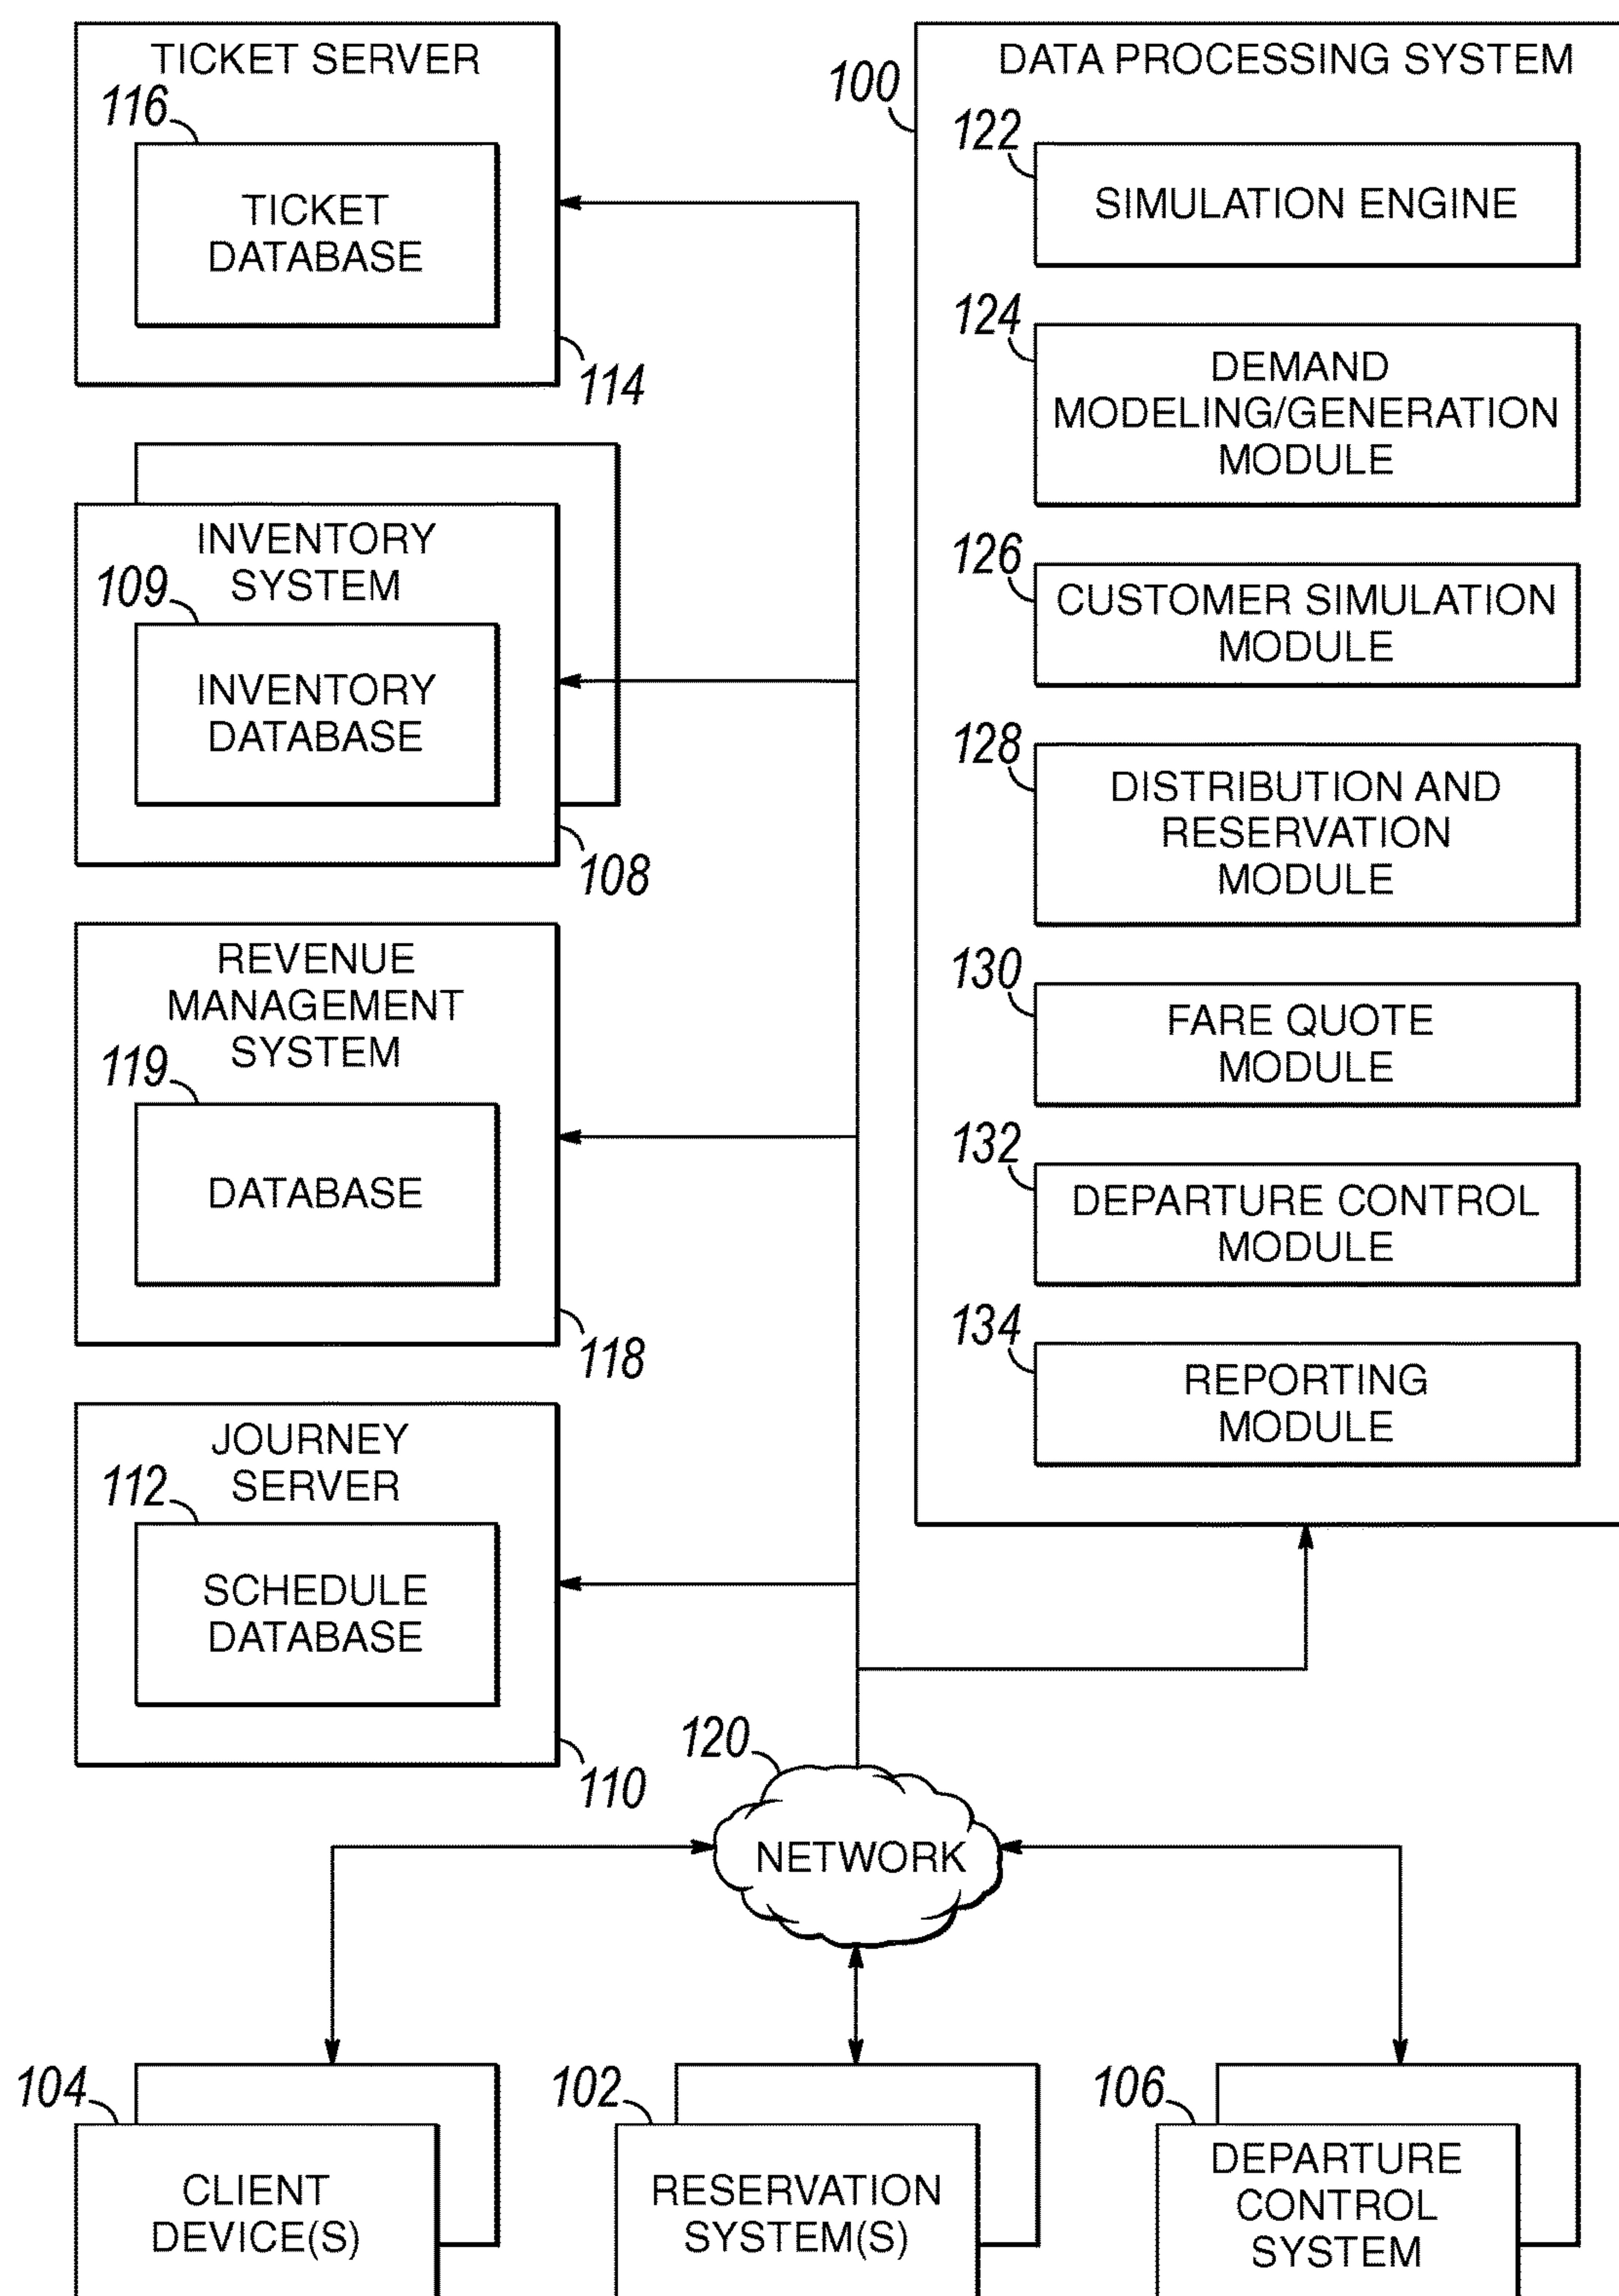 TICKET SERVER
116
TICKET
DATABASE
114
INVENTORY
SYSTEM
109
INVENTORY
DATABASE
108
REVENUE
MANAGEMENT
SYSTEM
119
DATABASE
118
JOURNEY
SERVER
112
SCHEDULE
DATABASE
110
100
DATA PROCESSING SYSTEM
122
SIMULATION ENGINE
124
DEMAND
MODELING/GENERATION
MODULE
126
CUSTOMER SIMULATION
MODULE
128
DISTRIBUTION AND
RESERVATION
MODULE
130
FARE QUOTE
MODULE
132
DEPARTURE CONTROL
MODULE
134
REPORTING
MODULE
120
NETWORK
104
CLIENT
DEVICE(S)
102
RESERVATION
SYSTEM(S)
106
DEPARTURE
CONTROL
SYSTEM